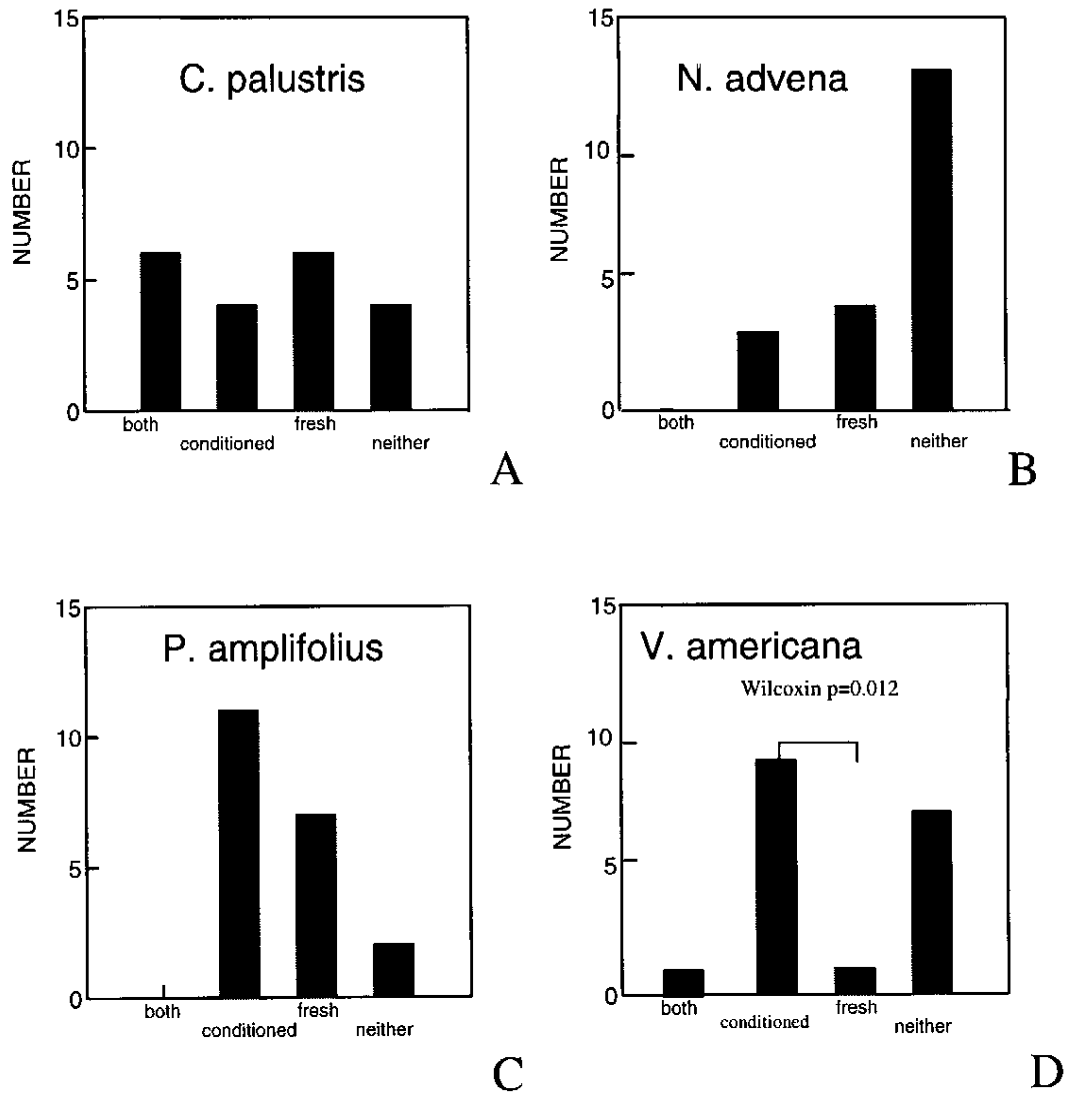 15
C. palustris
10
NUMBER
5
0
both
fresh
conditioned
neither
A
15
N. advena
10
NUMBER
5
0
both
fresh
conditioned
neither
B
15
P. amplifolius
10
NUMBER
5
0
both
fresh
conditioned
neither
C
15
V. americana
Wilcoxin p=0.012
10
NUMBER
5
0
both
fresh
conditioned
neither
D